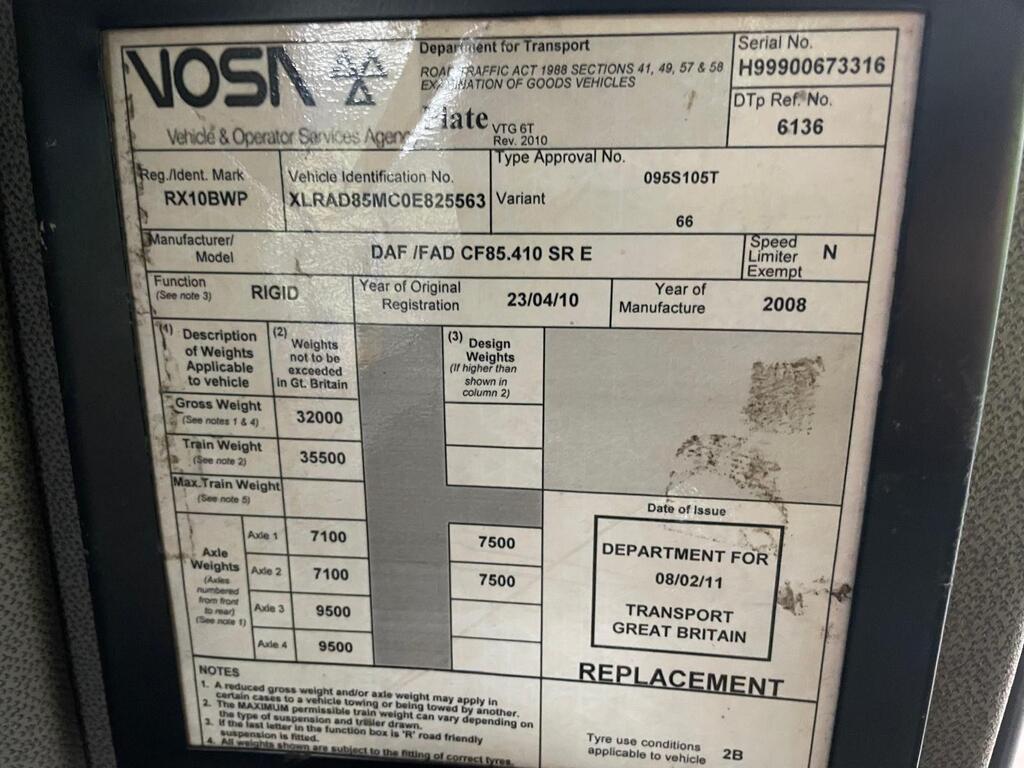 VOSA
Vehicle & Operator Services Agency
Department for Transport
ROAD TRAFFIC ACT 1988 SECTIONS 41, 49, 57 & 58
EXAMINATION OF GOODS VEHICLES
Plate VTG 6T
Rev. 2010
Serial No.
H99900673316
DTp Ref. No.
6136
Reg./Ident. Mark
RX10BWP
Vehicle Identification No.
XLRAD85MC0E825563
Type Approval No.
095S105T
Variant
66
Manufacturer/
Model
DAF /FAD CF85.410 SR E
Speed
Limiter
Exempt
N
Function
(See note 3)
RIGID
Year of Original
Registration
23/04/10
Year of
Manufacture
2008
(1) Description
of Weights
Applicable
to vehicle
(2) Weights
not to be
exceeded
in Gt. Britain
(3) Design
Weights
(If higher than
shown in
column 2)
Gross Weight
(See notes 1 & 4)
32000
Train Weight
(See note 2)
35500
Max.Train Weight
(See note 5)
Axle
Weights
(Axles
numbered
from front
to rear)
(See note 1)
Axle 1 7100 7500
Axle 2 7100 7500
Axle 3 9500
Axle 4 9500
Date of Issue
DEPARTMENT FOR
08/02/11
TRANSPORT
GREAT BRITAIN
REPLACEMENT
NOTES
1. A reduced gross weight and/or axle weight may apply in
certain cases to a vehicle towing or being towed by another.
2. The MAXIMUM permissible train weight can vary depending on
the type of suspension and trailer drawn.
3. If the last letter in the function box is 'R' road friendly
suspension is fitted.
4. All weights shown are subject to the fitting of correct tyres.
Tyre use conditions
applicable to vehicle 2B